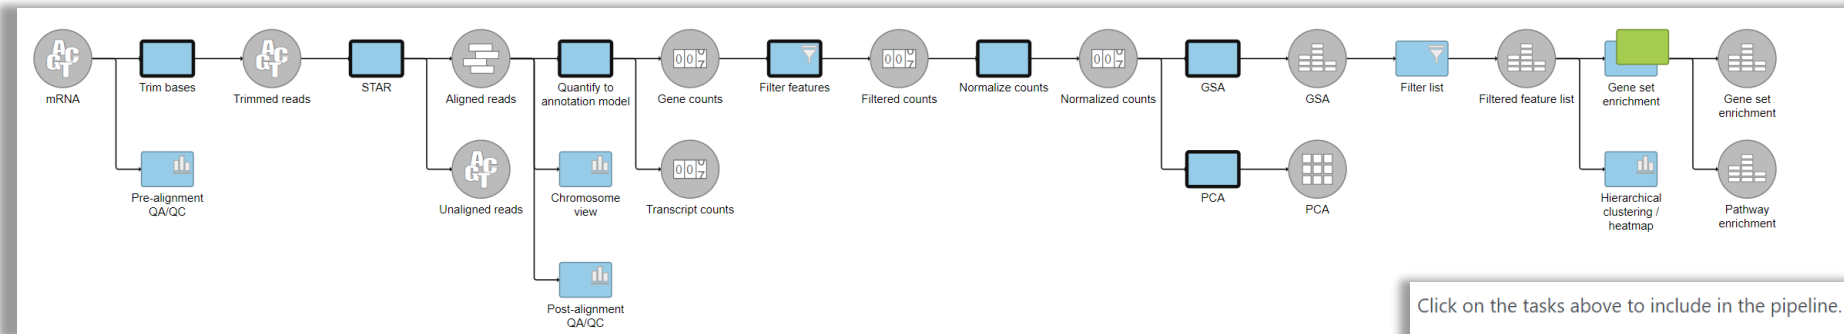 mRNA
Trim bases
Trimmed reads
STAR
Aligned reads
Quantify to
annotation model
Gene counts
Filter features
Filtered counts
Normalize counts
Normalized counts
GSA
GSA
Filter list
Filtered feature list
Gene set
enrichment
Gene set
enrichment
Pre-alignment
QA/QC
Unaligned reads
Chromosome
view
Transcript counts
PCA
PCA
Hierarchical
clustering /
heatmap
Pathway
enrichment
Post-alignment
QA/QC
Click on the tasks above to include in the pipeline.